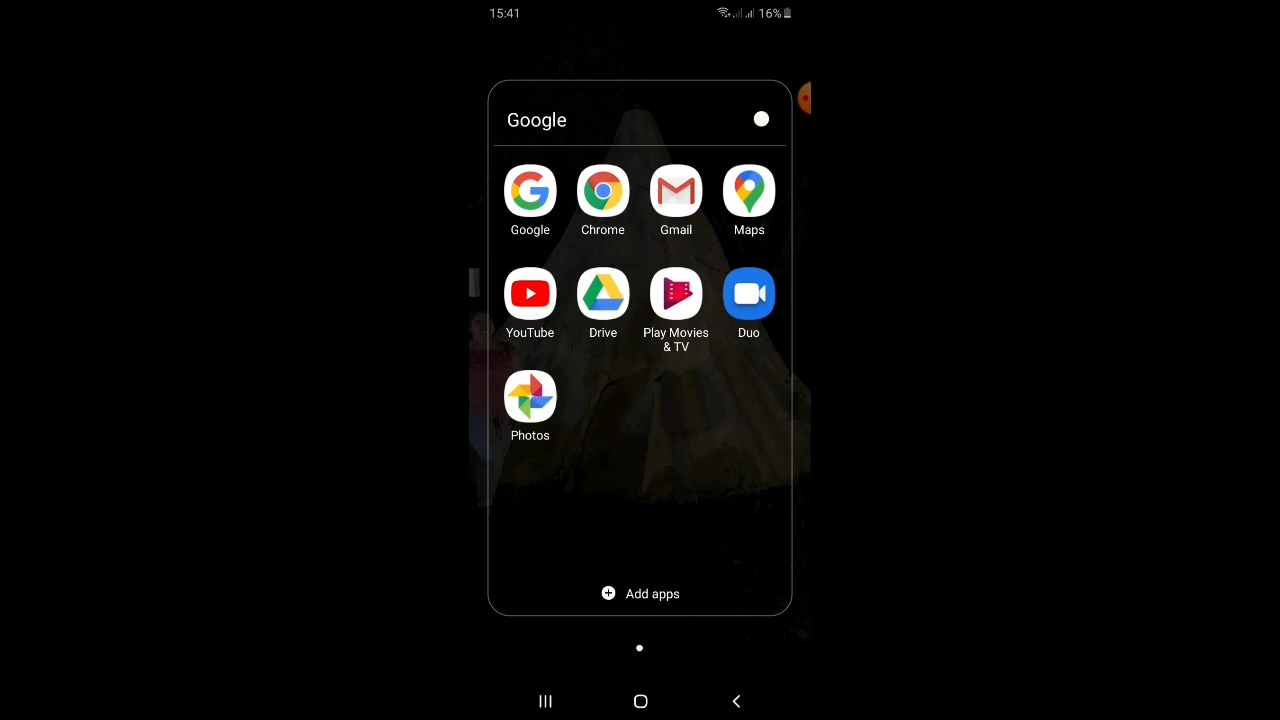 15:41
16%
Google
Google
Chrome
Gmail
Maps
YouTube
Drive
Play Movies
& TV
Duo
Photos
Add apps